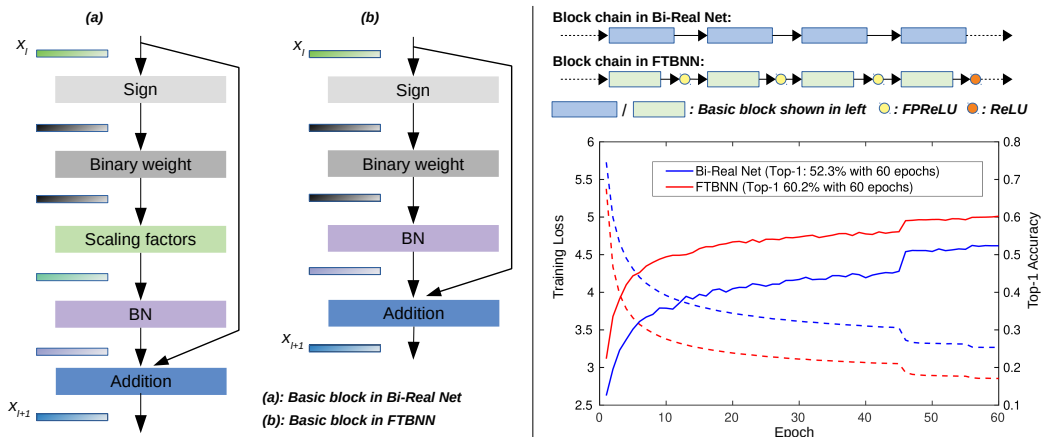 (a)
X_l
Sign
Binary weight
Scaling factors
BN
Addition
X_{l+1}
(b)
X_l
Sign
Binary weight
BN
Addition
X_{l+1}
(a): Basic block in Bi-Real Net
(b): Basic block in FTBNN
Block chain in Bi-Real Net:
Block chain in FTBNN:
/ : Basic block shown in left : FPReLU : ReLU
Bi-Real Net (Top-1: 52.3% with 60 epochs)
FTBNN (Top-1 60.2% with 60 epochs)
Training Loss
6
5.5
5
4.5
4
3.5
3
2.5
0 10 20 30 40 50 60
Epoch
0.8
0.7
0.6
0.5
0.4
0.3
0.2
0.1
Top-1 Accuracy